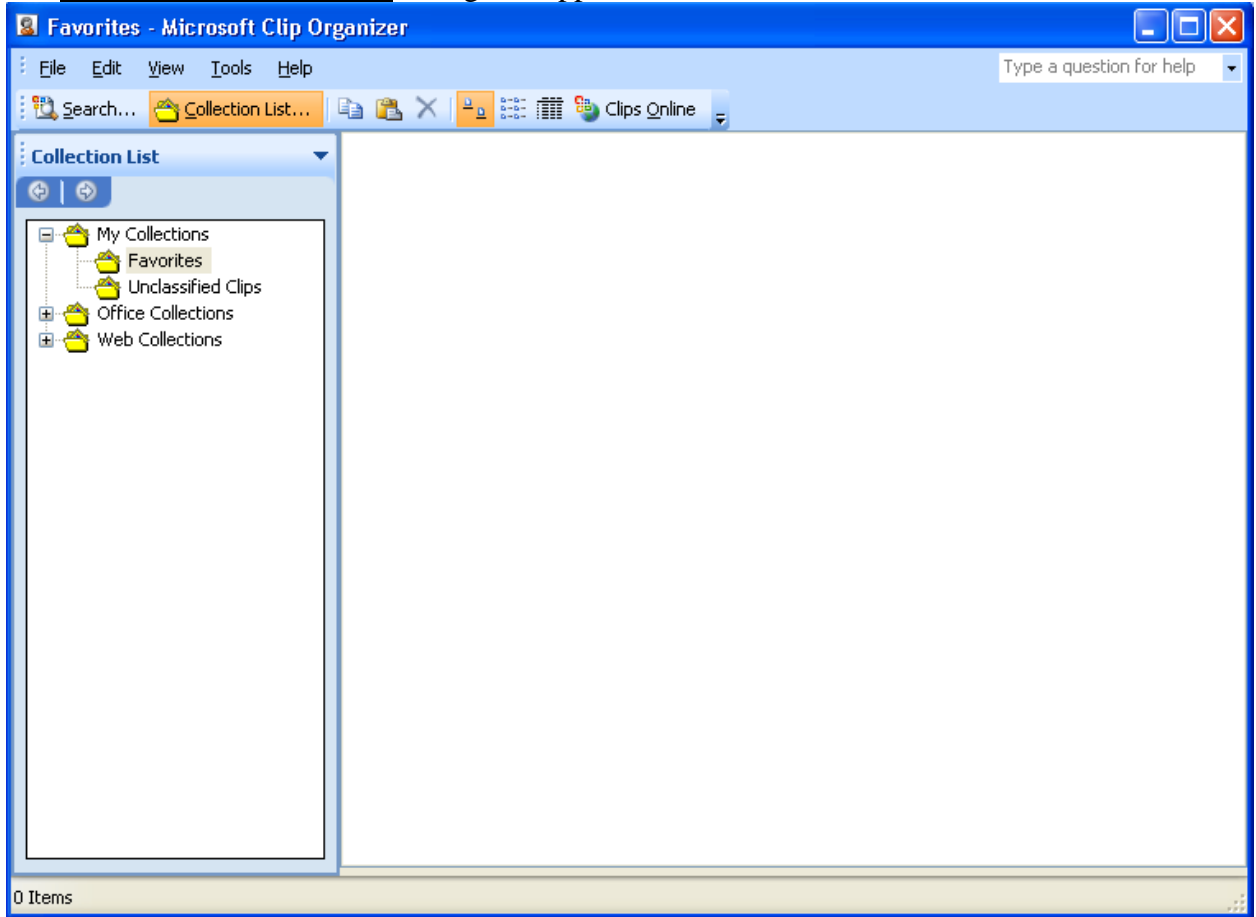 Favorites - Microsoft Clip Organizer
File Edit View Tools Help Type a question for help
Search... Collection List... Clips Online
Collection List
My Collections
Favorites
Unclassified Clips
Office Collections
Web Collections
0 Items